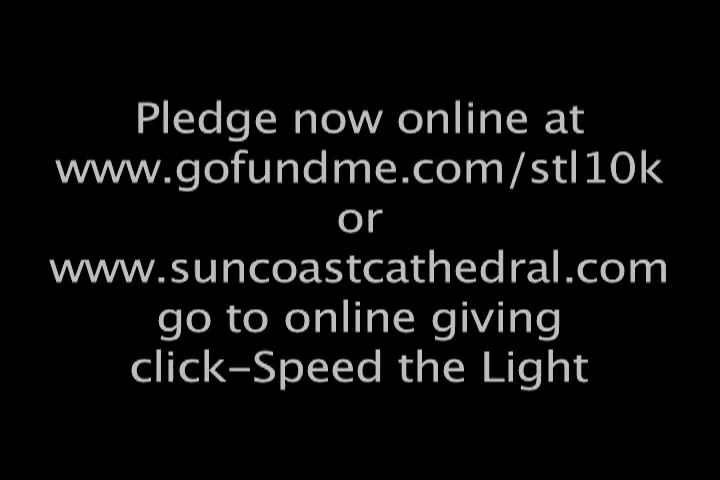 Pledge now online at
www.gofundme.com/stl10k
or
www.suncoastcathedral.com
go to online giving
click-Speed the Light